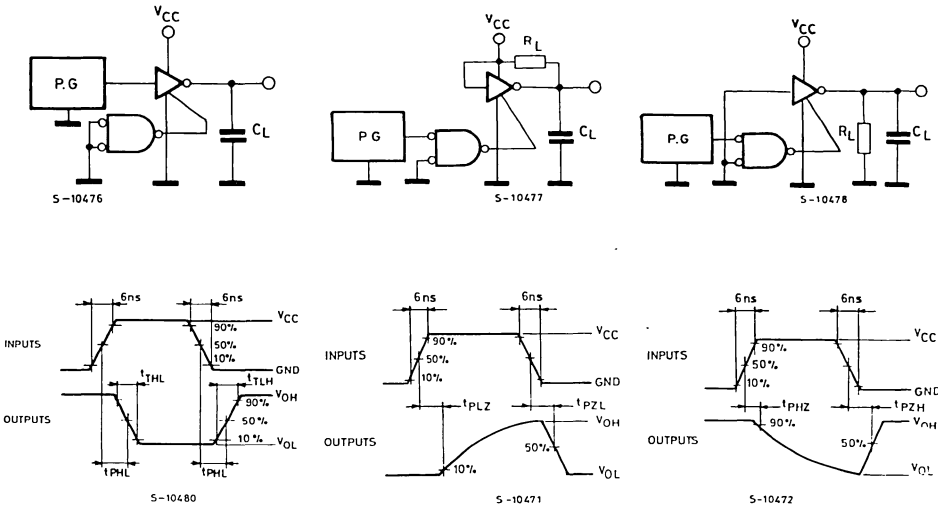 VCC
P.G
CL
S-10476
VCC
RL
PG
CL
S-10477
VCC
P.G
RL
CL
S-10478
6ns 6ns
VCC
90%
50%
10%
INPUTS
GND
tTHL tTLH
VOH
90%
50%
10%
OUTPUTS
VOL
tPHL tPHL
S-10480
6ns 6ns
VCC
90%
50%
10%
INPUTS
GND
tPLZ tPZL
VOH
50%
10%
OUTPUTS
VOL
S-10471
6ns 6ns
VCC
90%
50%
10%
INPUTS
GND
tPHZ tPZH
VOH
90%
50%
OUTPUTS
VOL
S-10472